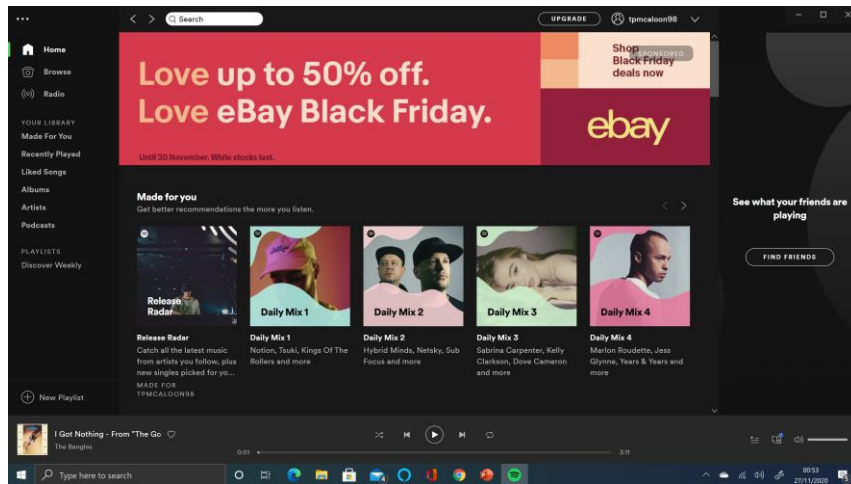 Search
UPGRADE
tpmcaloon98
Home
Browse
Radio
YOUR LIBRARY
Made For You
Recently Played
Liked Songs
Albums
Artists
Podcasts
PLAYLISTS
Discover Weekly
New Playlist
Love up to 50% off.
Love eBay Black Friday.
Until 30 November. While stocks last.
SPONSORED
Shop
Black Friday
deals now
ebay
Made for you
Get better recommendations the more you listen.
Release
Radar
Daily Mix 1
Daily Mix 2
Daily Mix 3
Daily Mix 4
Release Radar
Catch all the latest music
from artists you follow, plus
new singles picked for yo...
MADE FOR
TPMCALOON98
Daily Mix 1
Notion, Tsuki, Kings Of The
Rollers and more
Daily Mix 2
Hybrid Minds, Netsky, Sub
Focus and more
Daily Mix 3
Sabrina Carpenter, Kelly
Clarkson, Dove Cameron
and more
Daily Mix 4
Marlon Roudette, Jess
Glynne, Years & Years and
more
See what your friends are
playing
FIND FRIENDS
I Got Nothing - From "The Go
The Bangles
0:01
3:11
Type here to search
00:53
27/11/2020